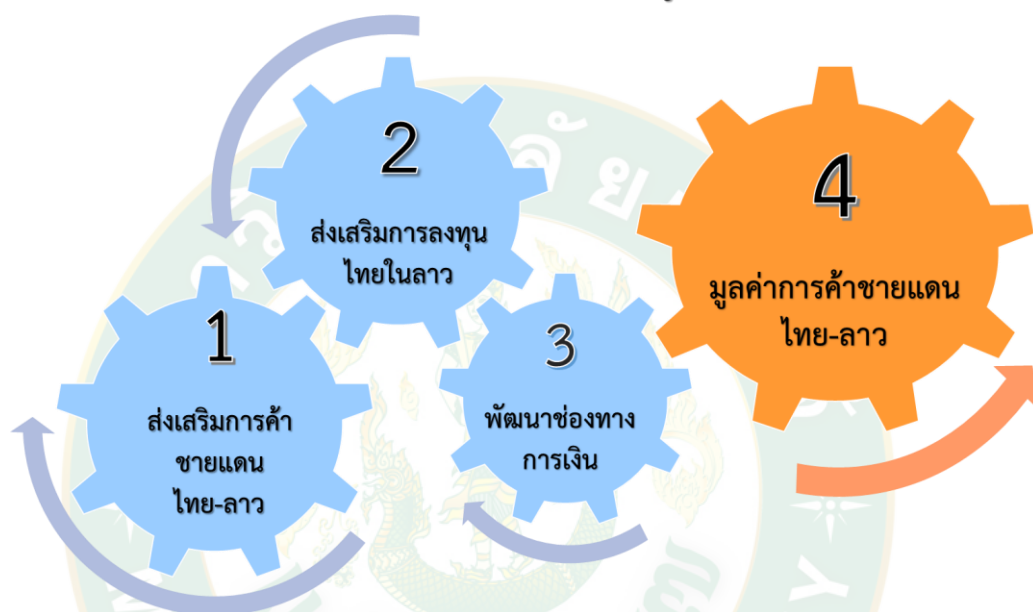 1
ส่งเสริมการค้า
ชายแดน
ไทย-ลาว
2
ส่งเสริมการลงทุน
ไทยในลาว
3
พัฒนาช่องทาง
การเงิน
4
มูลค่าการค้าชายแดน
ไทย-ลาว